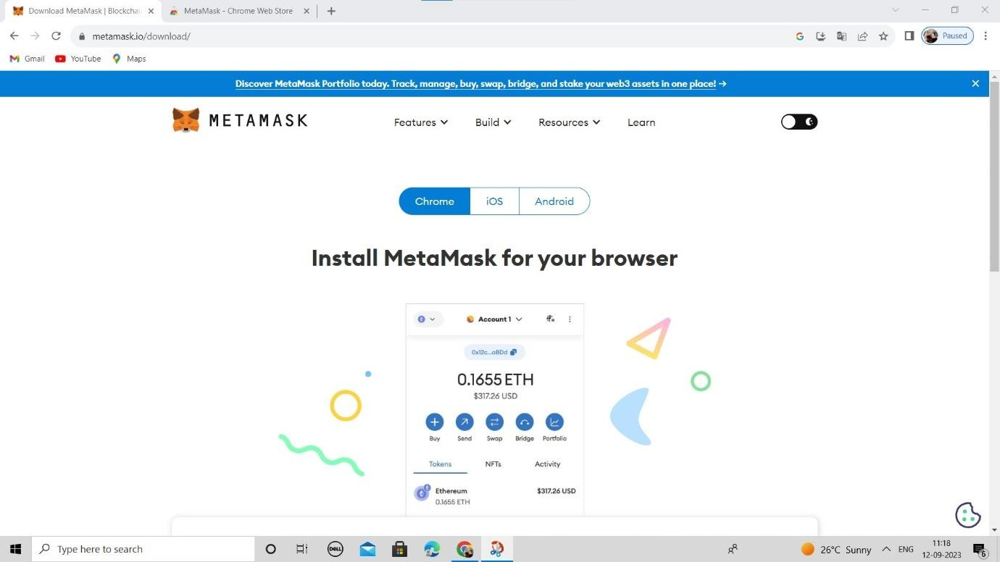 Download MetaMask | Blockchai
MetaMask - Chrome Web Store
metamask.io/download/
Paused
Gmail
YouTube
Maps
Discover MetaMask Portfolio today. Track, manage, buy, swap, bridge, and stake your web3 assets in one place! →
METAMASK
Features
Build
Resources
Learn
Chrome
iOS
Android
Install MetaMask for your browser
Account 1
0x12c...aBDd
0.1655 ETH
$317.26 USD
Buy
Send
Swap
Bridge
Portfolio
Tokens
NFTs
Activity
Ethereum
$317.26 USD
0.1655 ETH
Type here to search
DELL
26°C Sunny
ENG
11:18
12-09-2023
6